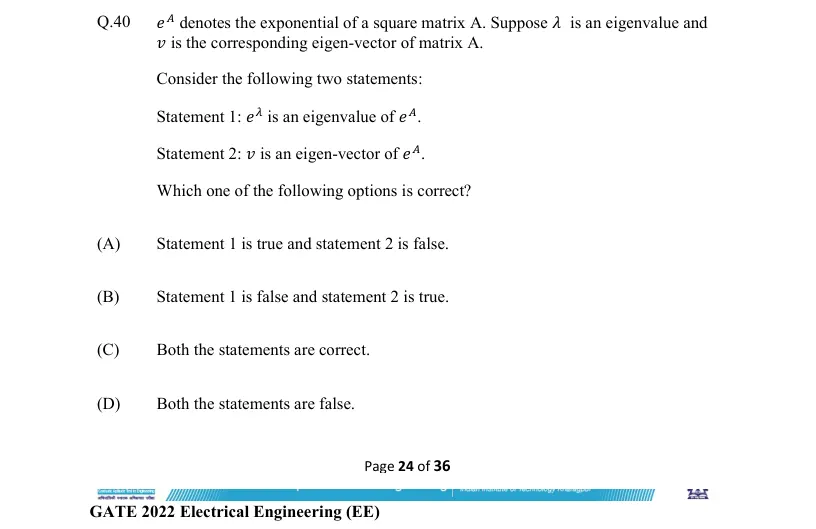 Q.40 e^A denotes the exponential of a square matrix A. Suppose λ is an eigenvalue and
v is the corresponding eigen-vector of matrix A.
Consider the following two statements:
Statement 1: e^λ is an eigenvalue of e^A.
Statement 2: v is an eigen-vector of e^A.
Which one of the following options is correct?
(A) Statement 1 is true and statement 2 is false.
(B) Statement 1 is false and statement 2 is true.
(C) Both the statements are correct.
(D) Both the statements are false.
Page 24 of 36
GATE 2022 Electrical Engineering (EE)